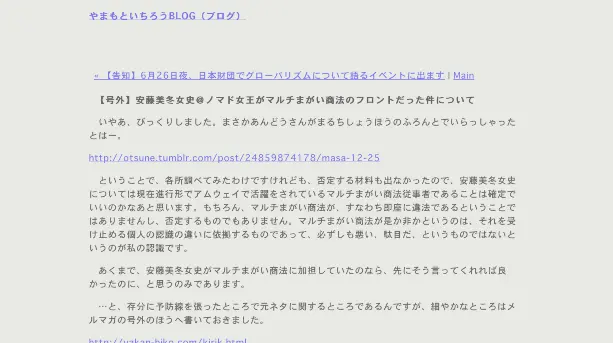 やまもといちろうBLOG（ブログ）
« 【告知】6月26日夜、日本財団でグローバリズムについて語るイベントに出ます | Main
【号外】安藤美冬女史＠ノマド女王がマルチまがい商法のフロントだった件について
いやあ、びっくりしました。まさかあんどうさんがまるちしょうほうのふろんとでいらっしゃった
とはー。
http://otsune.tumblr.com/post/24859874178/masa-12-25
ということで、各所調べてみたわけですけれども、否定する材料も出なかったので、安藤美冬女史
については現在進行形でアムウェイで活躍をされているマルチまがい商法従事者であることは確定で
いいのかなあと思います。もちろん、マルチまがい商法が、すなわち即座に違法であるということで
はありませんし、否定するものでもありません。マルチまがい商法が是か非かというのは、それを受
け止める個人の認識の違いに依拠するものであって、必ずしも悪い、駄目だ、というものではないと
いうのが私の認識です。
あくまで、安藤美冬女史がマルチまがい商法に加担していたのなら、先にそう言ってくれれば良
かったのに、と思うのみであります。
…と、存分に予防線を張ったところで元ネタに関するところであるんですが、細やかなところはメ
ルマガの号外のほうへ書いておきました。
http://yakan-hiko.com/kirik.html